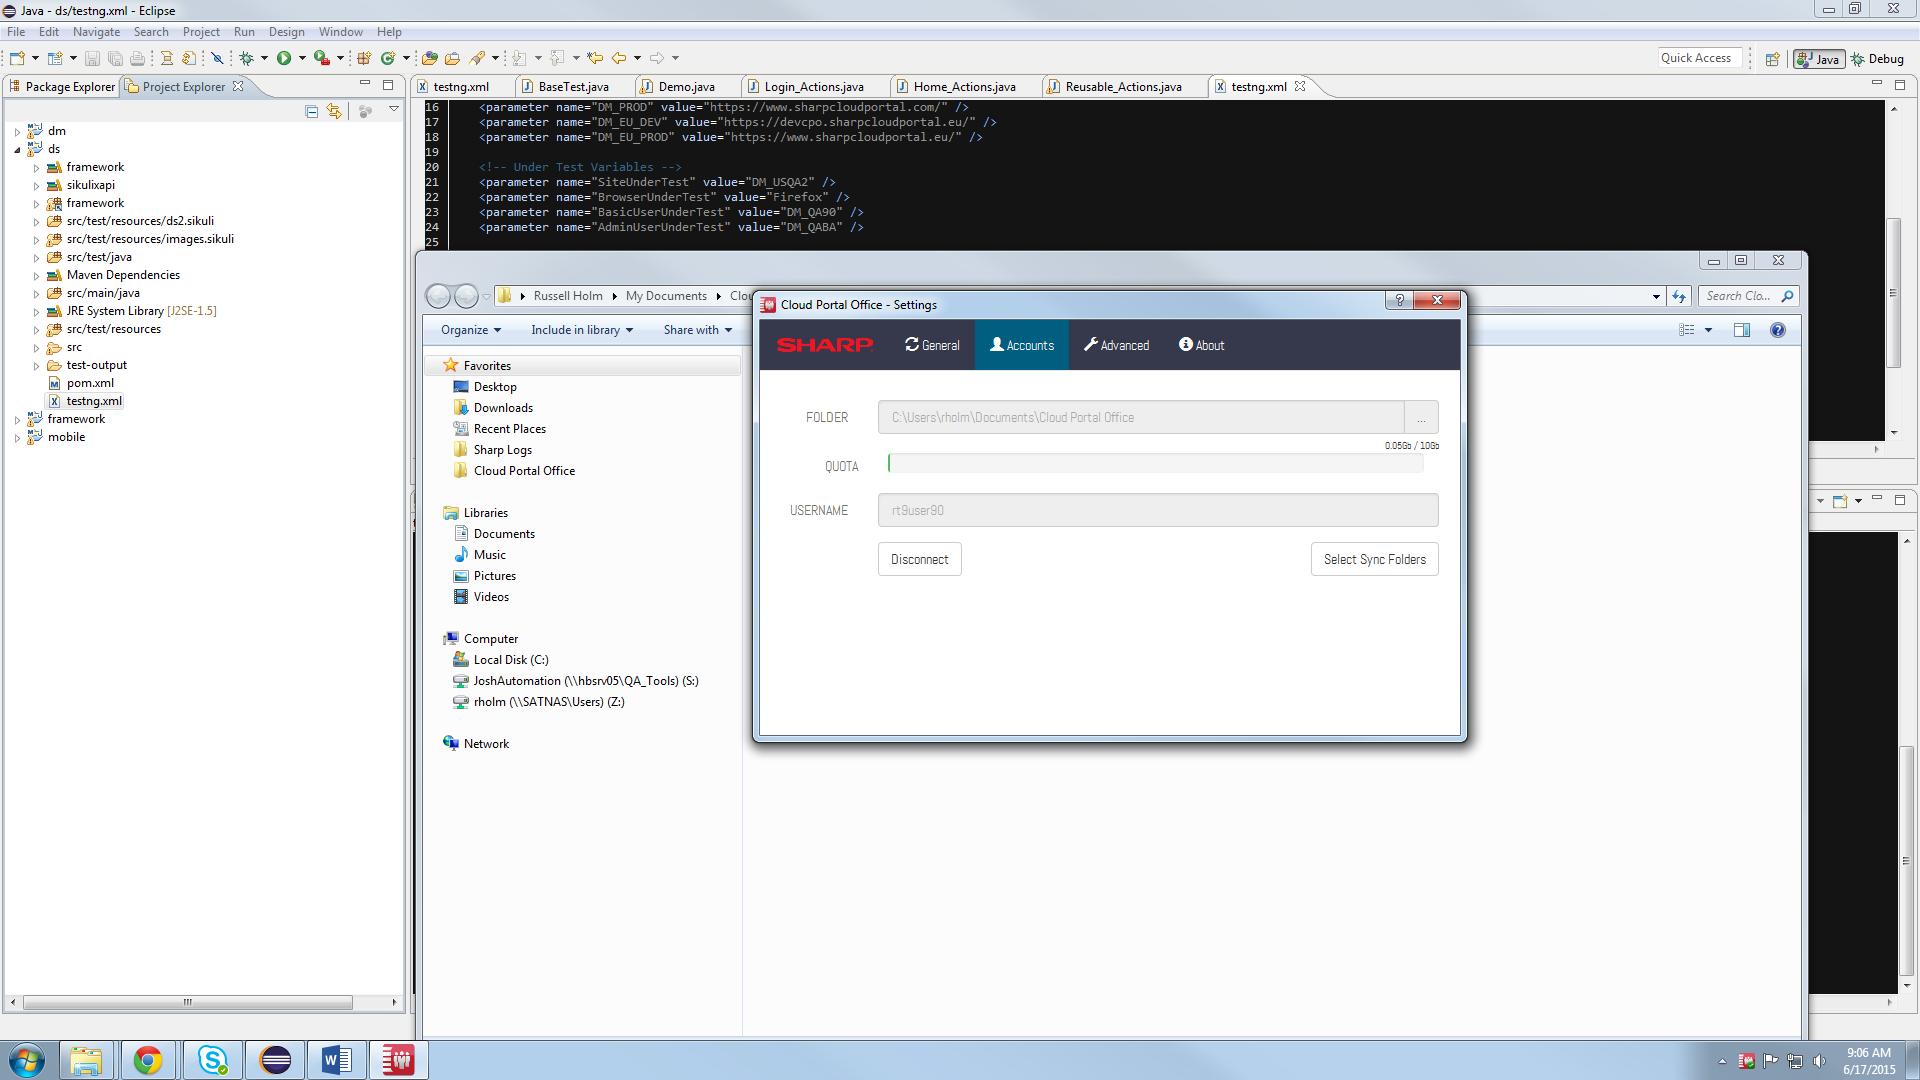 Java - ds/testng.xml - Eclipse
File Edit Navigate Search Project Run Design Window Help
Quick Access Java Debug
Package Explorer Project Explorer
testng.xml BaseTest.java Demo.java Login_Actions.java Home_Actions.java Reusable_Actions.java testng.xml
dm
ds
framework
sikulixapi
framework
src/test/resources/ds2.sikuli
src/test/resources/images.sikuli
src/test/java
Maven Dependencies
src/main/java
JRE System Library [J2SE-1.5]
src/test/resources
src
test-output
pom.xml
testng.xml
framework
mobile
16 <parameter name="DM_PROD" value="https://www.sharpcloudportal.com/" />
17 <parameter name="DM_EU_DEV" value="https://devcpo.sharpcloudportal.eu/" />
18 <parameter name="DM_EU_PROD" value="https://www.sharpcloudportal.eu/" />
19
20 <!-- Under Test Variables -->
21 <parameter name="SiteUnderTest" value="DM_USQA2" />
22 <parameter name="BrowserUnderTest" value="Firefox" />
23 <parameter name="BasicUserUnderTest" value="DM_QA90" />
24 <parameter name="AdminUserUnderTest" value="DM_QABA" />
25
Russell Holm My Documents Clou
Search Clo...
Organize Include in library Share with
Favorites
Desktop
Downloads
Recent Places
Sharp Logs
Cloud Portal Office
Libraries
Documents
Music
Pictures
Videos
Computer
Local Disk (C:)
JoshAutomation (\\hbsrv05\QA_Tools) (S:)
rholm (\\SATNAS\Users) (Z:)
Network
Cloud Portal Office - Settings
SHARP General Accounts Advanced About
FOLDER C:\Users\rholm\Documents\Cloud Portal Office ...
0.05Gb / 10Gb
QUOTA
USERNAME rt9user90
Disconnect Select Sync Folders
9:06 AM
6/17/2015